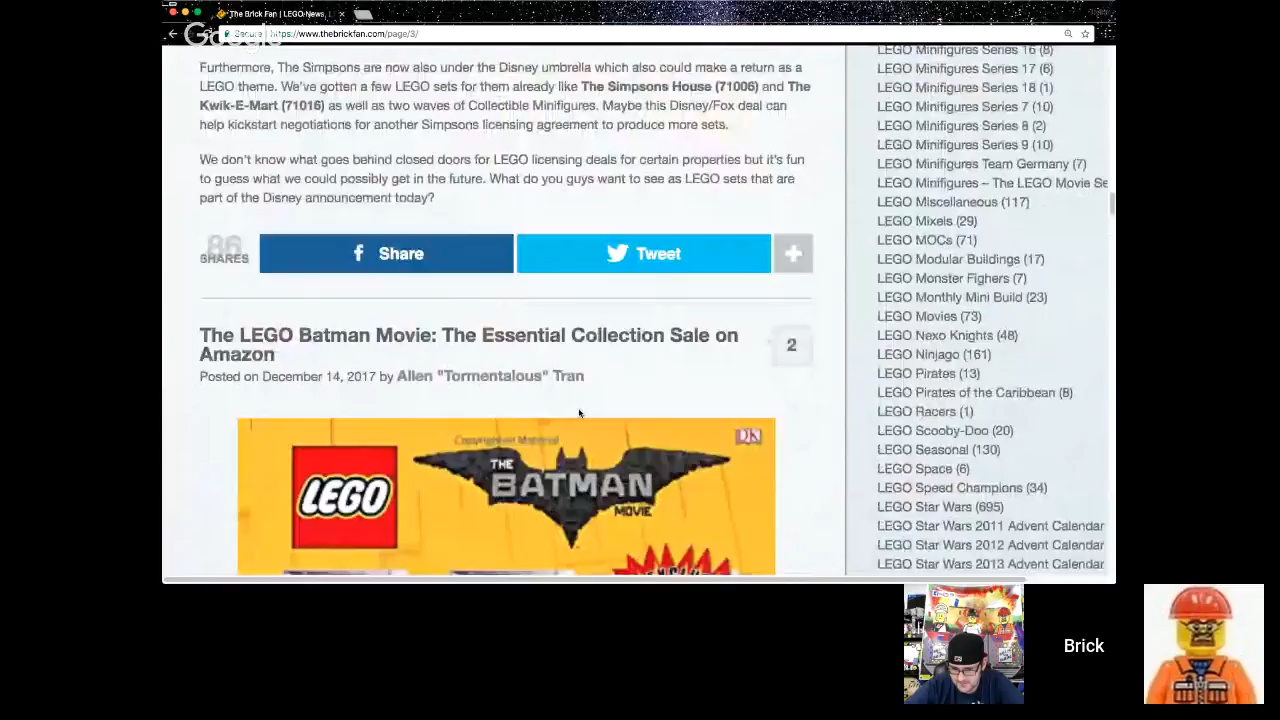 The Brick Fan | LEGO News,
Google
Secure | https://www.thebrickfan.com/page/3/
Furthermore, The Simpsons are now also under the Disney umbrella which also could make a return as a
LEGO theme. We've gotten a few LEGO sets for them already like The Simpsons House (71006) and The
Kwik-E-Mart (71016) as well as two waves of Collectible Minifigures. Maybe this Disney/Fox deal can
help kickstart negotiations for another Simpsons licensing agreement to produce more sets.
We don't know what goes behind closed doors for LEGO licensing deals for certain properties but it's fun
to guess what we could possibly get in the future. What do you guys want to see as LEGO sets that are
part of the Disney announcement today?
86
SHARES
Share
Tweet
The LEGO Batman Movie: The Essential Collection Sale on
Amazon
2
Posted on December 14, 2017 by Allen "Tormentalous" Tran
Copyrighted Material
DK
LEGO
THE
BATMAN
MOVIE
LEGO Minifigures Series 16 (8)
LEGO Minifigures Series 17 (6)
LEGO Minifigures Series 18 (1)
LEGO Minifigures Series 7 (10)
LEGO Minifigures Series 8 (2)
LEGO Minifigures Series 9 (10)
LEGO Minifigures Team Germany (7)
LEGO Minifigures – The LEGO Movie Se
LEGO Miscellaneous (117)
LEGO Mixels (29)
LEGO MOCs (71)
LEGO Modular Buildings (17)
LEGO Monster Fighers (7)
LEGO Monthly Mini Build (23)
LEGO Movies (73)
LEGO Nexo Knights (48)
LEGO Ninjago (161)
LEGO Pirates (13)
LEGO Pirates of the Caribbean (8)
LEGO Racers (1)
LEGO Scooby-Doo (20)
LEGO Seasonal (130)
LEGO Space (6)
LEGO Speed Champions (34)
LEGO Star Wars (695)
LEGO Star Wars 2011 Advent Calendar
LEGO Star Wars 2012 Advent Calendar
LEGO Star Wars 2013 Advent Calendar
Brick